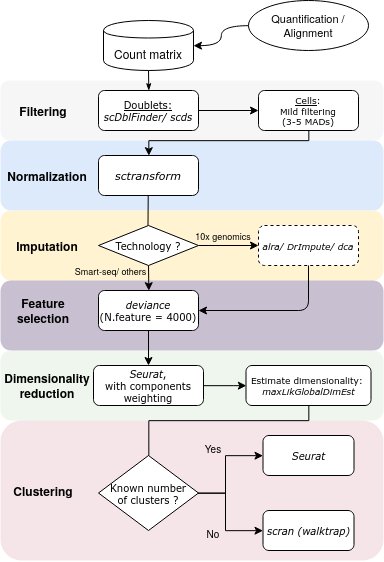 Quantification /
Alignment
Count matrix
Filtering
Doublets:
scDblFinder/ scds
Cells:
Mild filtering
(3-5 MADs)
Normalization
sctransform
Imputation
Technology ?
10x genomics
alra/ DrImpute/ dca
Smart-seq/ others
Feature
selection
deviance
(N.feature = 4000)
Dimensionality
reduction
Seurat,
with components
weighting
Estimate dimensionality:
maxLikGlobalDimEst
Clustering
Known number
of clusters ?
Yes
Seurat
No
scran (walktrap)